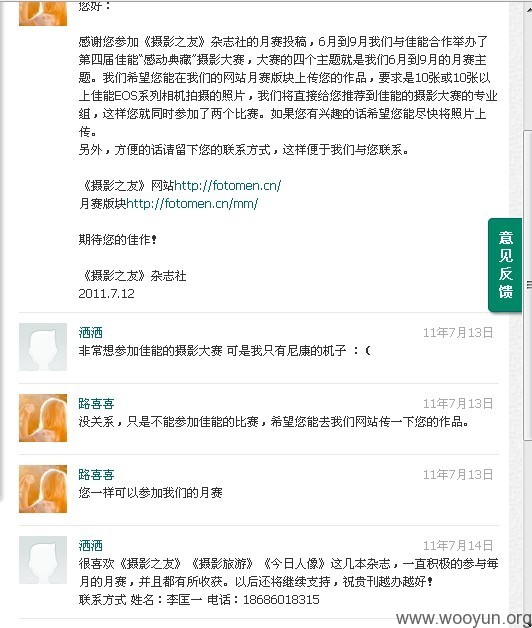 您好：
感谢您参加《摄影之友》杂志社的月赛投稿，6月到9月我们与佳能合作举办了
第四届佳能“感动典藏”摄影大赛，大赛的四个主题就是我们6月到9月的月赛主
题。我们希望您能在我们的网站月赛版块上传您的作品，要求是10张或10张以
上佳能EOS系列相机拍摄的照片，我们将直接给您推荐到佳能的摄影大赛的专业
组，这样您就同时参加了两个比赛。如果您有兴趣的话希望您能尽快将照片上
传。
另外，方便的话请留下您的联系方式，这样便于我们与您联系。
《摄影之友》网站http://fotomen.cn/
月赛版块http://fotomen.cn/mm/
期待您的佳作！
《摄影之友》杂志社
2011.7.12
意见反馈
洒洒 11年7月13日
非常想参加佳能的摄影大赛 可是我只有尼康的机子 ：(
路喜喜 11年7月13日
没关系，只是不能参加佳能的比赛，希望您能去我们网站传一下您的作品。
路喜喜 11年7月13日
您一样可以参加我们的月赛
洒洒 11年7月14日
很喜欢《摄影之友》《摄影旅游》《今日人像》这几本杂志，一直积极的参与每
月的月赛，并且都有所收获。以后还将继续支持，祝贵刊越办越好！
联系方式 姓名：李匡一 电话：18686018315
www.wooyun.org